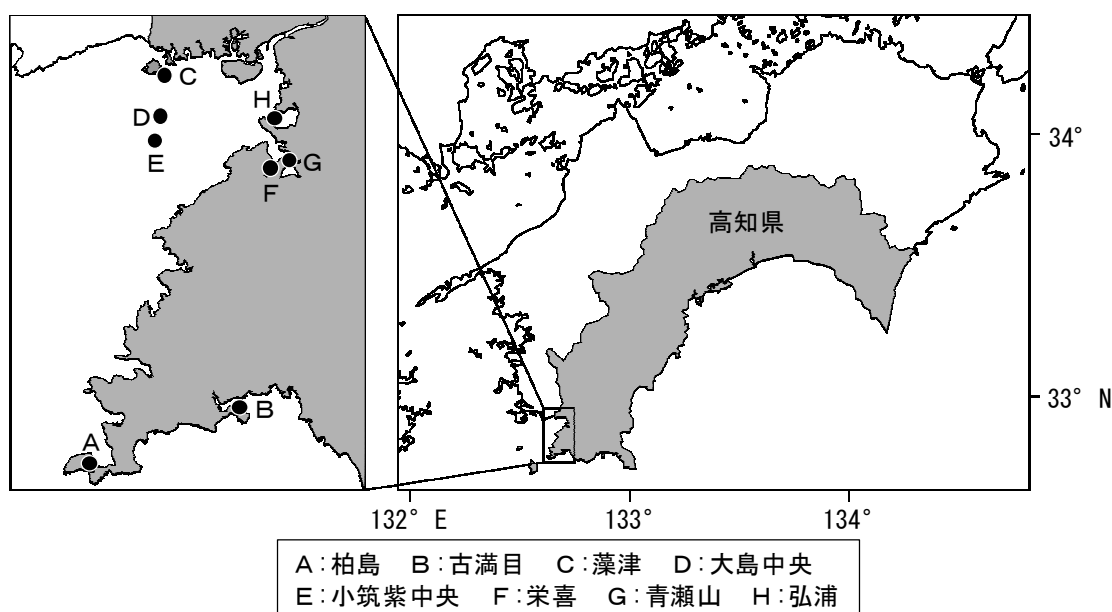 C
H
D
E
G
F
B
A
高知県
34°
33° N
132° E
133°
134°
A:柏島 B:古満目 C:藻津 D:大島中央
E:小筑紫中央 F:栄喜 G:青瀬山 H:弘浦